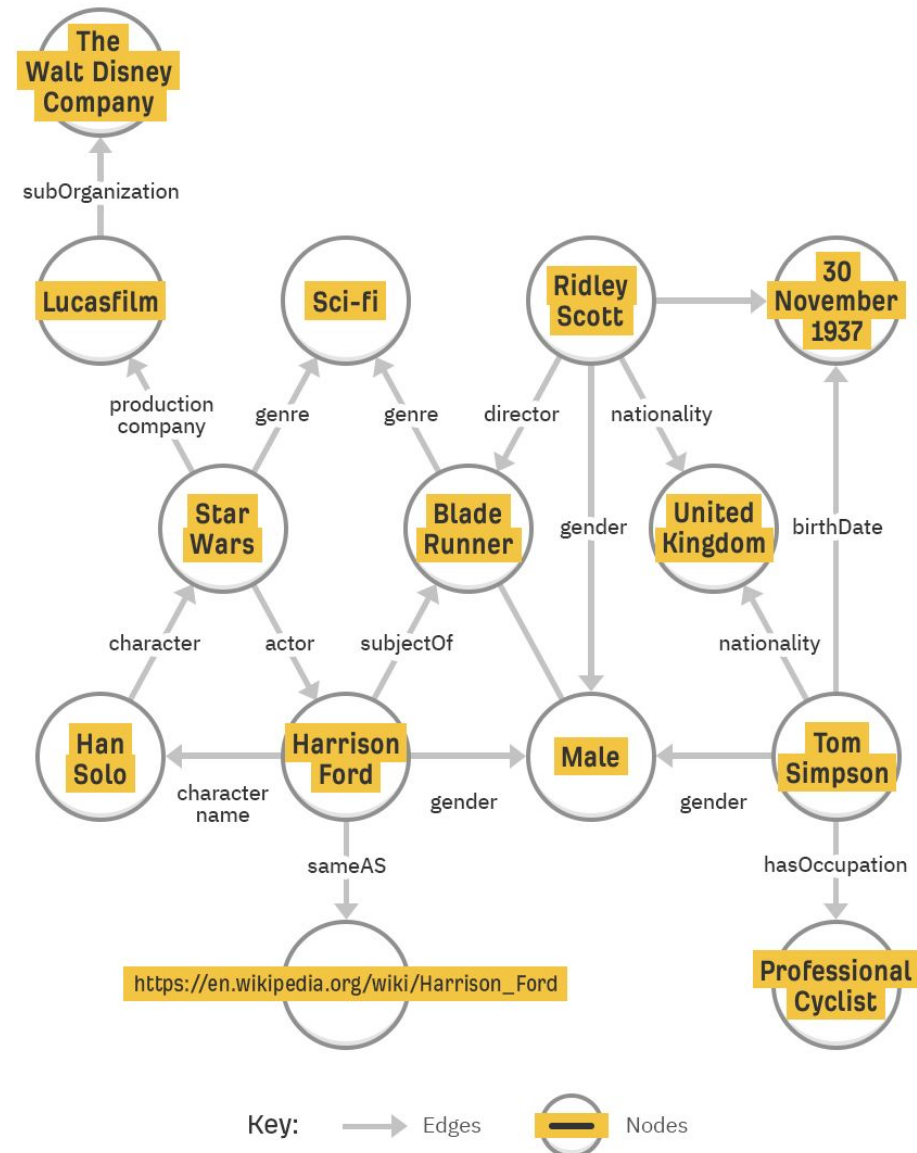 The
Walt Disney
Company
subOrganization
Lucasfilm
Sci-fi
Ridley
Scott
30
November
1937
production
company
genre
genre
director
nationality
Star
Wars
Blade
Runner
gender
United
Kingdom
birthDate
character
actor
subjectOf
nationality
Han
Solo
Harrison
Ford
Male
Tom
Simpson
character
name
gender
gender
sameAS
hasOccupation
https://en.wikipedia.org/wiki/Harrison_Ford
Professional
Cyclist
Key: Edges Nodes